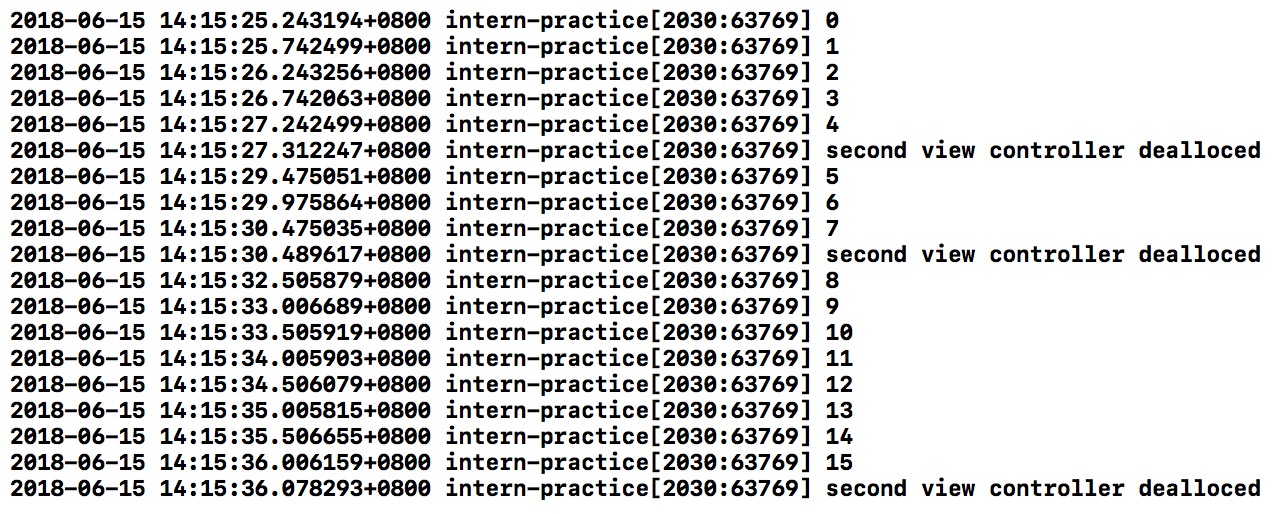 2018-06-15 14:15:25.243194+0800 intern-practice[2030:63769] 0
2018-06-15 14:15:25.742499+0800 intern-practice[2030:63769] 1
2018-06-15 14:15:26.243256+0800 intern-practice[2030:63769] 2
2018-06-15 14:15:26.742063+0800 intern-practice[2030:63769] 3
2018-06-15 14:15:27.242499+0800 intern-practice[2030:63769] 4
2018-06-15 14:15:27.312247+0800 intern-practice[2030:63769] second view controller dealloced
2018-06-15 14:15:29.475051+0800 intern-practice[2030:63769] 5
2018-06-15 14:15:29.975864+0800 intern-practice[2030:63769] 6
2018-06-15 14:15:30.475035+0800 intern-practice[2030:63769] 7
2018-06-15 14:15:30.489617+0800 intern-practice[2030:63769] second view controller dealloced
2018-06-15 14:15:32.505879+0800 intern-practice[2030:63769] 8
2018-06-15 14:15:33.006689+0800 intern-practice[2030:63769] 9
2018-06-15 14:15:33.505919+0800 intern-practice[2030:63769] 10
2018-06-15 14:15:34.005903+0800 intern-practice[2030:63769] 11
2018-06-15 14:15:34.506079+0800 intern-practice[2030:63769] 12
2018-06-15 14:15:35.005815+0800 intern-practice[2030:63769] 13
2018-06-15 14:15:35.506655+0800 intern-practice[2030:63769] 14
2018-06-15 14:15:36.006159+0800 intern-practice[2030:63769] 15
2018-06-15 14:15:36.078293+0800 intern-practice[2030:63769] second view controller dealloced